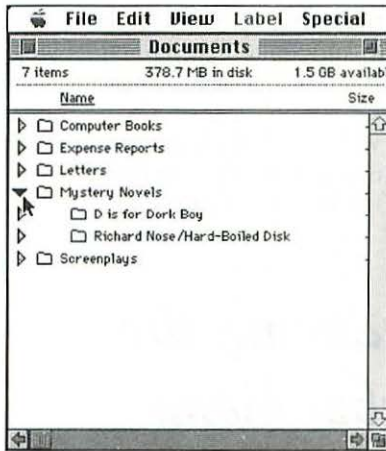 File Edit View Label Special
Documents
7 items 378.7 MB in disk 1.5 GB availab
Name Size
Computer Books
Expense Reports
Letters
Mystery Novels
D is for Dork Boy
Richard Nose/Hard-Boiled Disk
Screenplays